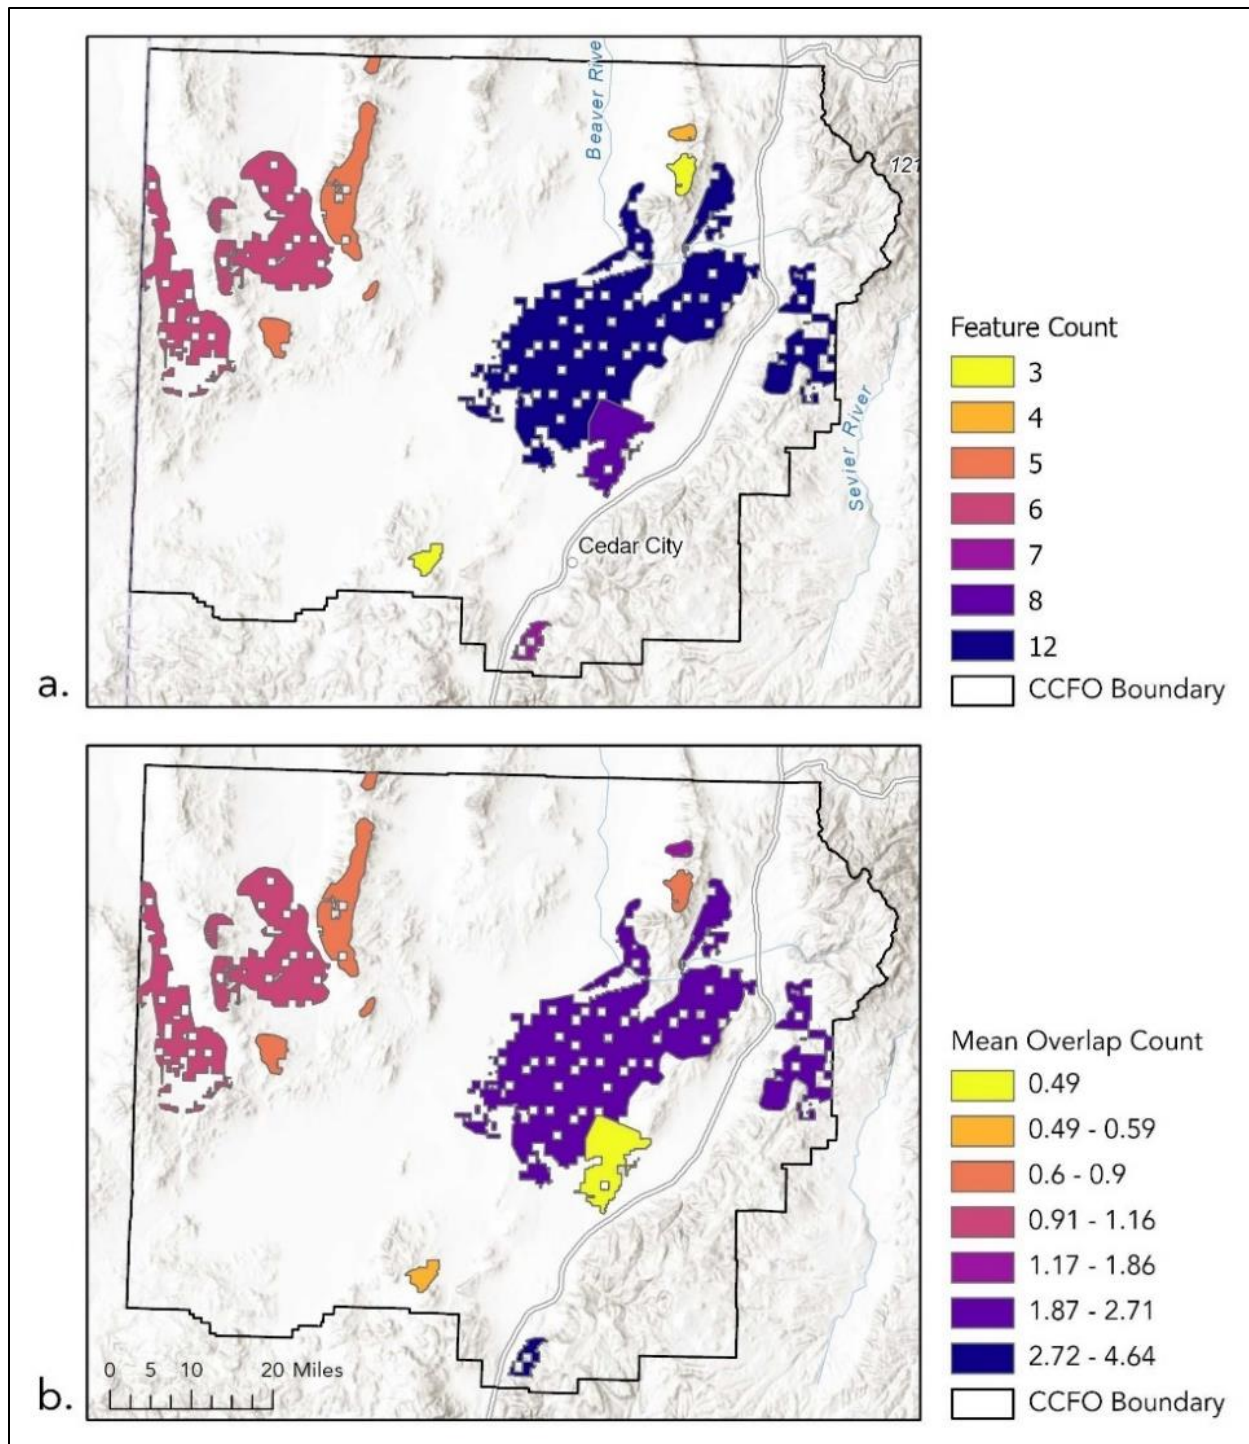 Beaver Rive
121
Feature Count
3
4
5
6
7
8
12
CCFO Boundary
Sevier River
Cedar City
a.
Mean Overlap Count
0.49
0.49 - 0.59
0.6 - 0.9
0.91 - 1.16
1.17 - 1.86
1.87 - 2.71
2.72 - 4.64
CCFO Boundary
0 5 10 20 Miles
b.